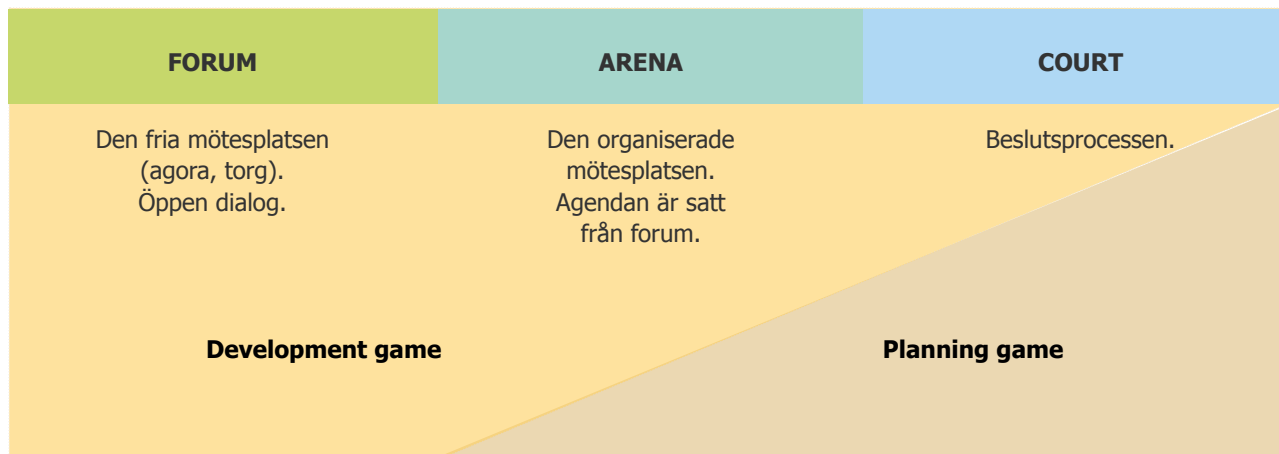 FORUM
ARENA
COURT
Den fria mötesplatsen
(agora, torg).
Öppen dialog.
Den organiserade
mötesplatsen.
Agendan är satt
från forum.
Beslutsprocessen.
Development game
Planning game